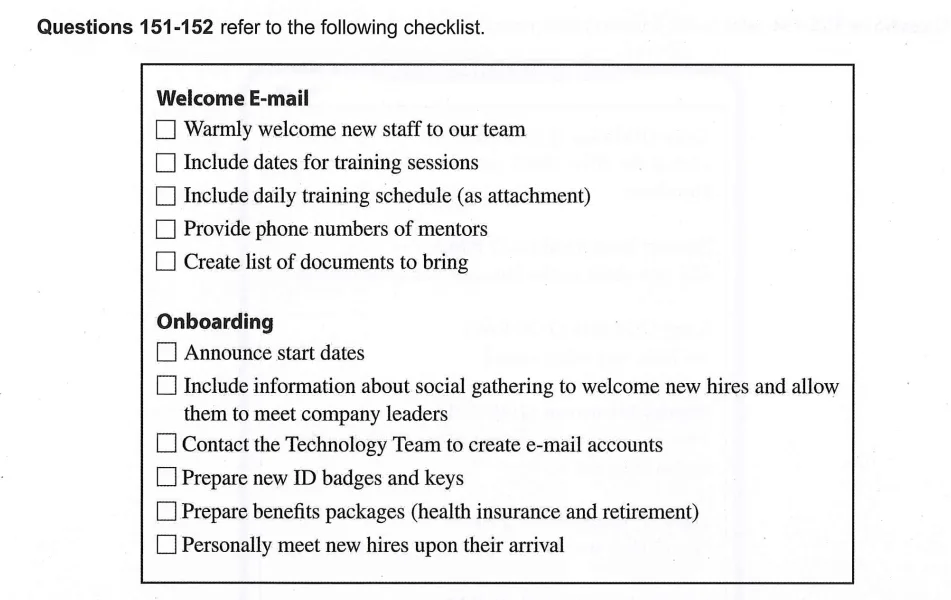 Questions 151-152 refer to the following checklist.
Welcome E-mail
☐ Warmly welcome new staff to our team
☐ Include dates for training sessions
☐ Include daily training schedule (as attachment)
☐ Provide phone numbers of mentors
☐ Create list of documents to bring
Onboarding
☐ Announce start dates
☐ Include information about social gathering to welcome new hires and allow
them to meet company leaders
☐ Contact the Technology Team to create e-mail accounts
☐ Prepare new ID badges and keys
☐ Prepare benefits packages (health insurance and retirement)
☐ Personally meet new hires upon their arrival